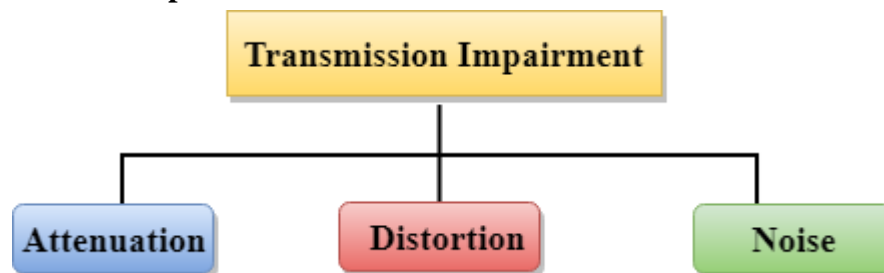 Transmission Impairment
Attenuation
Distortion
Noise